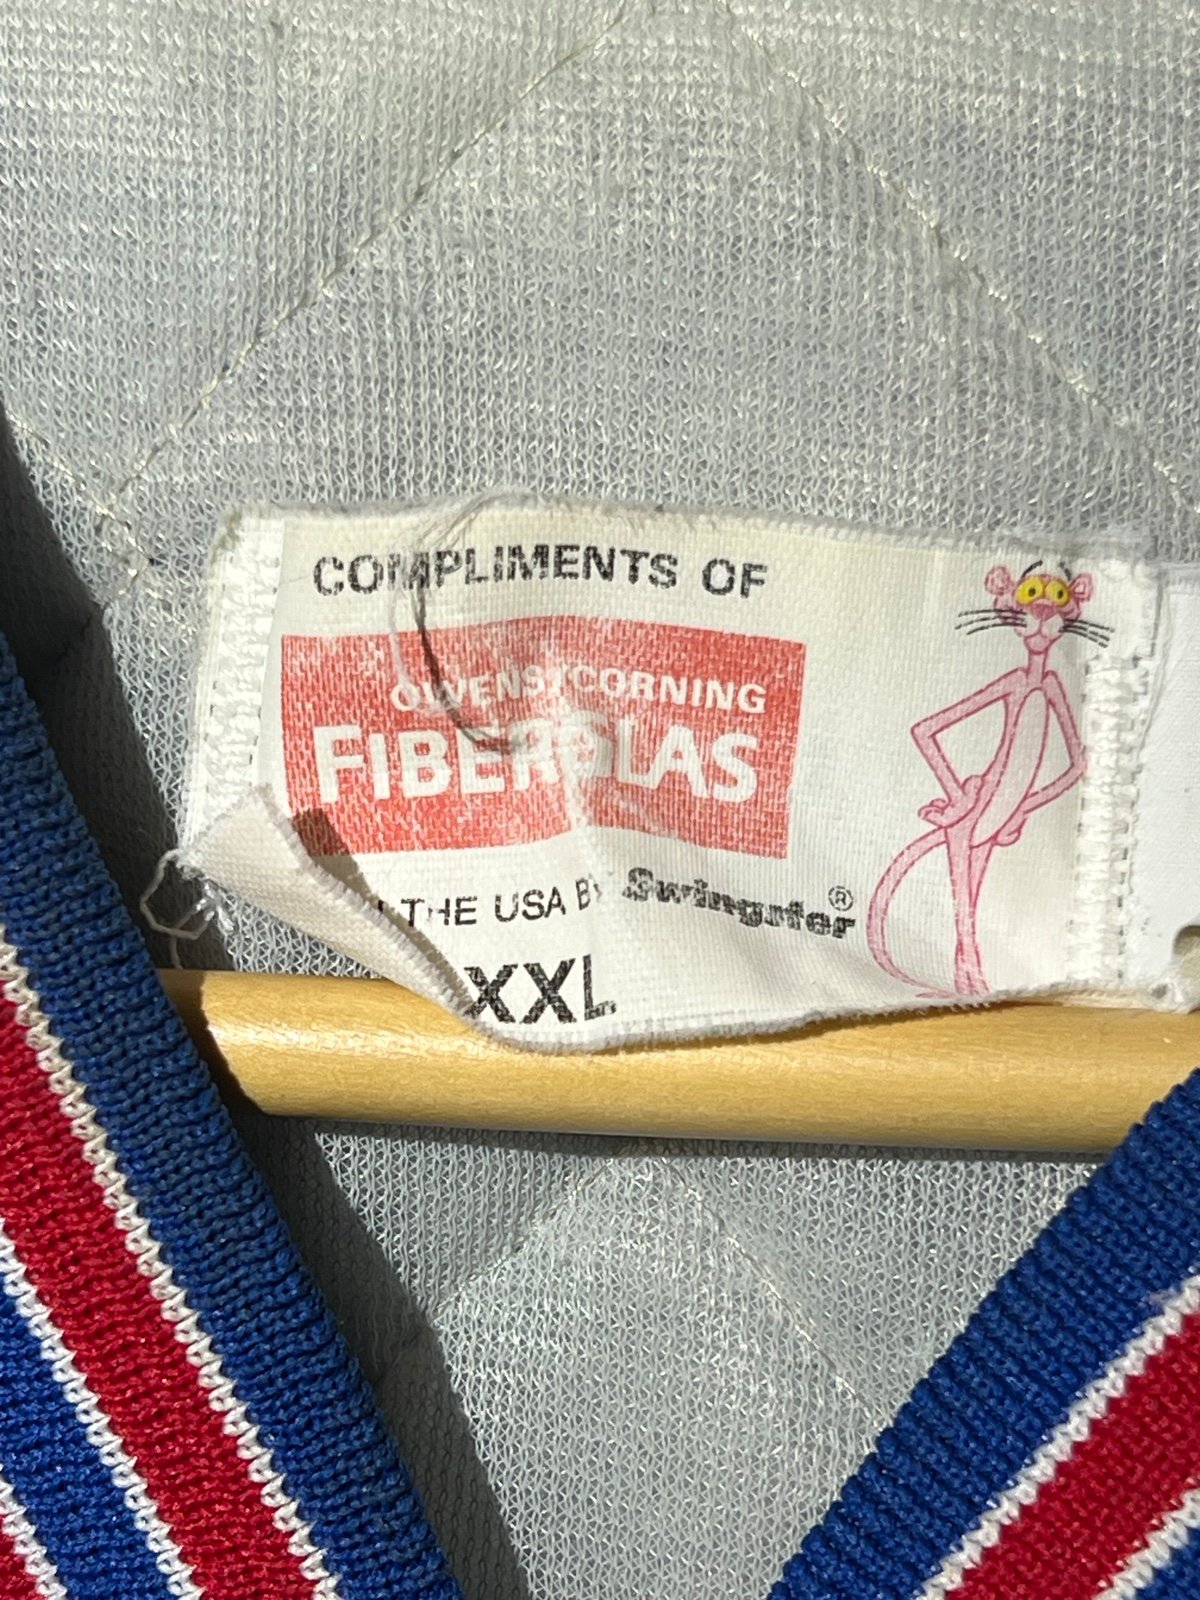 COMPLIMENTS OF
OWENS/CORNING
FIBERGLAS
THE USA BY Swingster®
XXL